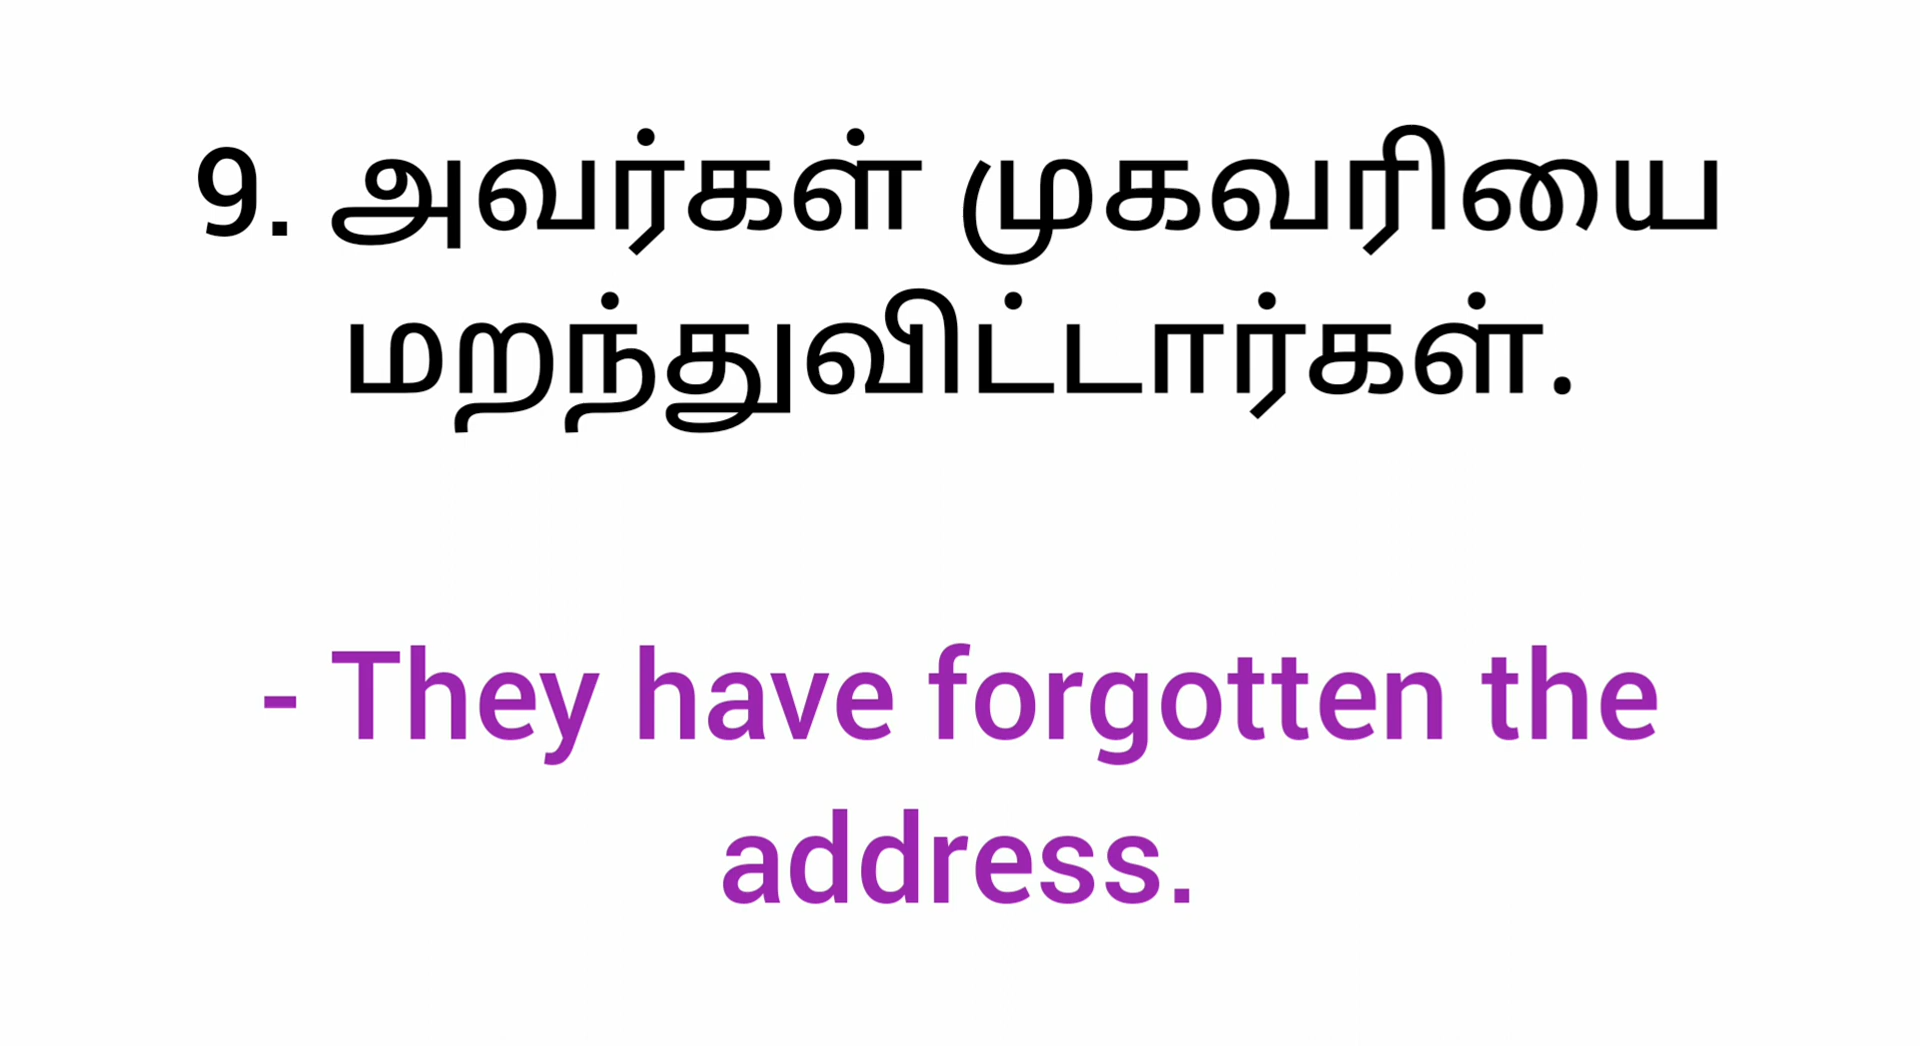 9. அவர்கள் முகவரியை
மறந்துவிட்டார்கள்.
- They have forgotten the
address.